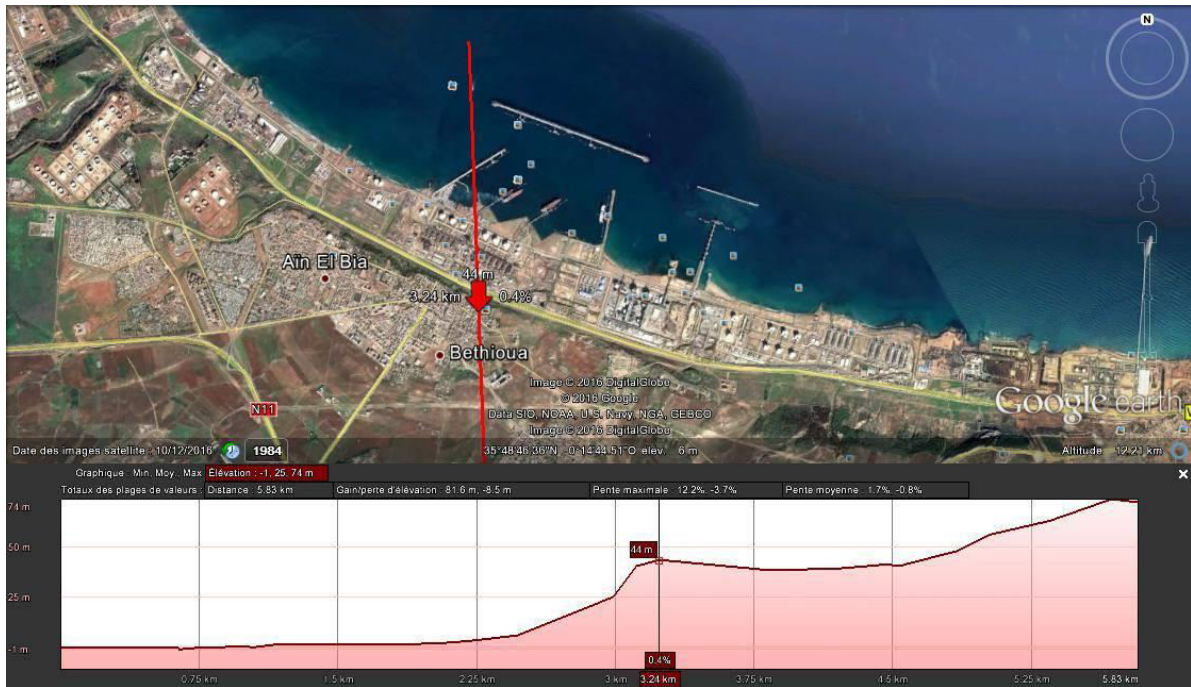 N
Aïn El Bia
44 m
3.24 km 0.4%
Bethioua
N11
Image © 2016 DigitalGlobe
© 2016 Google
Data SIO, NOAA, U.S. Navy, NGA, GEBCO
Image © 2016 DigitalGlobe
Google earth
Date des images satellite : 10/12/2016 1984 35°48'46.36"N 0°14'44.51"O élev. 6 m Altitude 12.21 km
Graphique : Min, Moy., Max Élévation : -1, 25, 74 m
Totaux des plages de valeurs : Distance : 5.83 km Gain/perte d'élévation : 81.6 m, -8.5 m Pente maximale : 12.2%, -3.7% Pente moyenne : 1.7%, -0.8%
74 m
50 m
44 m
25 m
-1 m
0.4%
0.75 km 1.5 km 2.25 km 3 km 3.24 km 3.75 km 4.5 km 5.25 km 5.83 km